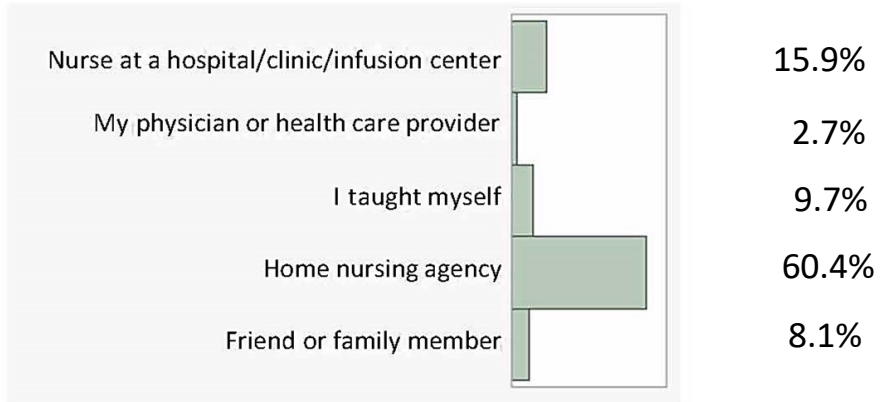 Nurse at a hospital/clinic/infusion center 15.9%
My physician or health care provider 2.7%
I taught myself 9.7%
Home nursing agency 60.4%
Friend or family member 8.1%